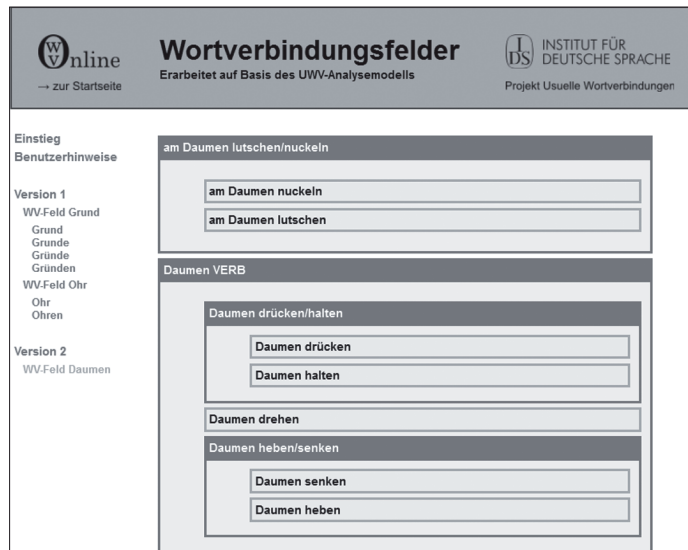 WVOnline
→ zur Startseite
Wortverbindungsfelder
Erarbeitet auf Basis des UWV-Analysemodells
IDS
INSTITUT FÜR
DEUTSCHE SPRACHE
Projekt Usuelle Wortverbindungen
Einstieg
Benutzerhinweise
Version 1
WV-Feld Grund
Grund
Grunde
Gründe
Gründen
WV-Feld Ohr
Ohr
Ohren
Version 2
WV-Feld Daumen
am Daumen lutschen/nuckeln
am Daumen nuckeln
am Daumen lutschen
Daumen VERB
Daumen drücken/halten
Daumen drücken
Daumen halten
Daumen drehen
Daumen heben/senken
Daumen senken
Daumen heben